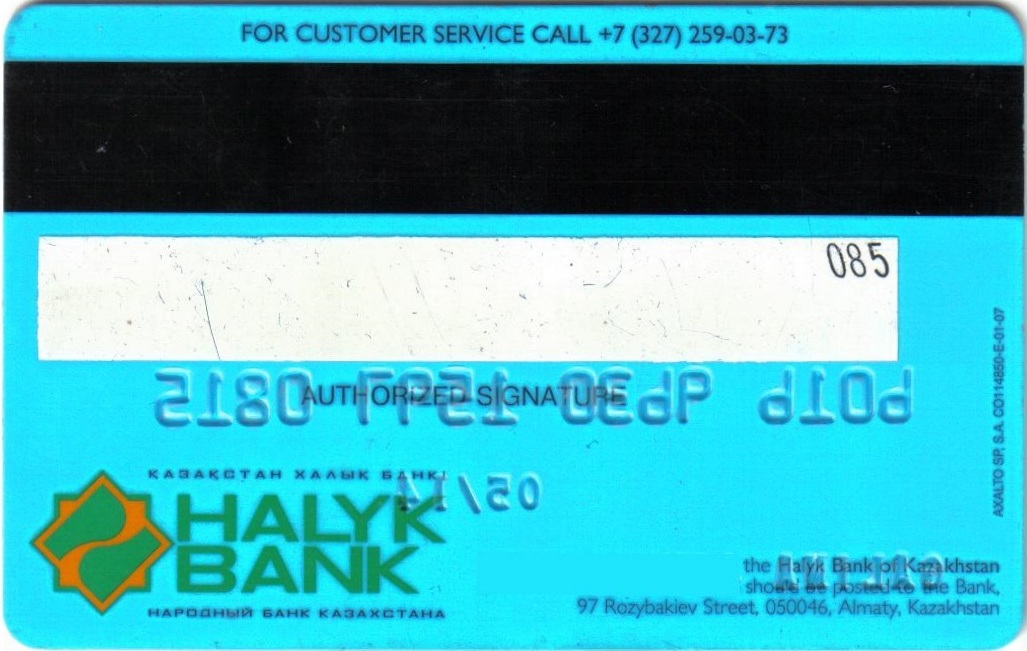 FOR CUSTOMER SERVICE CALL +7 (327) 259-03-73
085
AUTHORIZED SIGNATURE
AXALTO SP, S.A. CO114850-E-01-07
ҚАЗАҚСТАН ХАЛЫҚ БАНКІ
HALYK
BANK
НАРОДНЫЙ БАНК КАЗАХСТАНА
the Halyk Bank of Kazakhstan
should be posted to the Bank,
97 Rozybakiev Street, 050046, Almaty, Kazakhstan